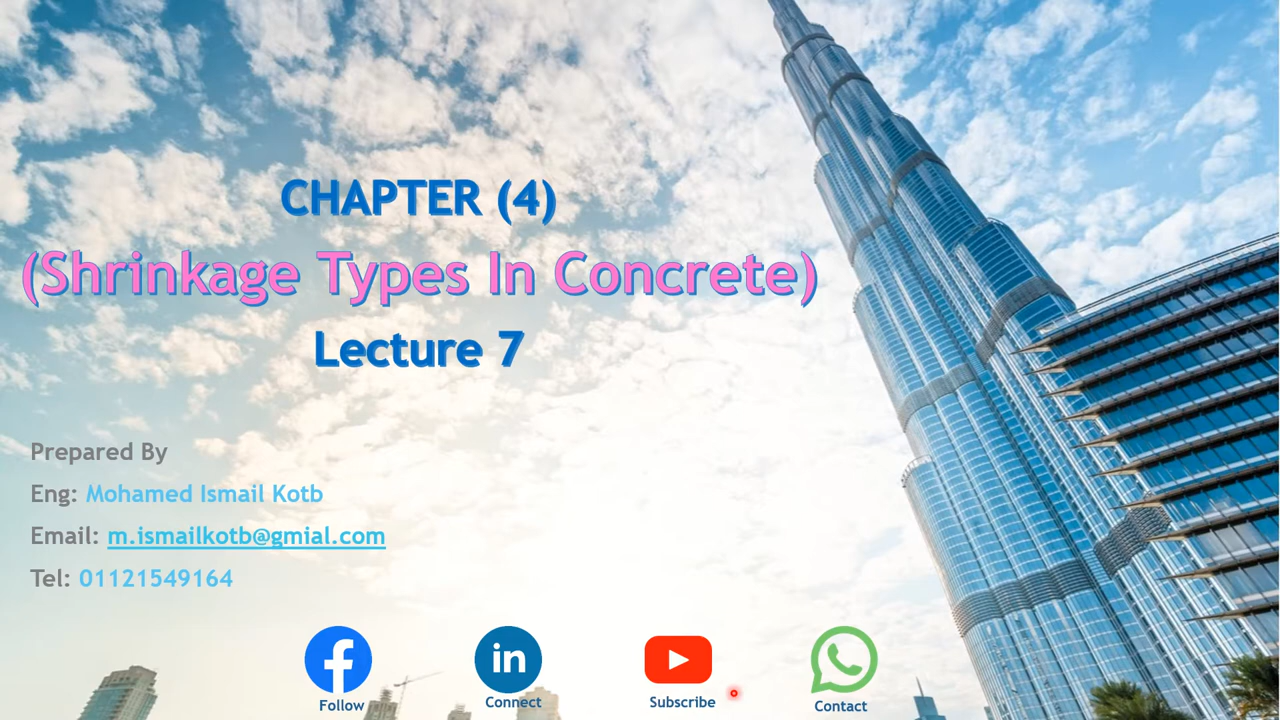 CHAPTER (4)
(Shrinkage Types In Concrete)
Lecture 7
Prepared By
Eng: Mohamed Ismail Kotb
Email: m.ismailkotb@gmial.com
Tel: 01121549164
in
Follow
Connect
Subscribe
Contact